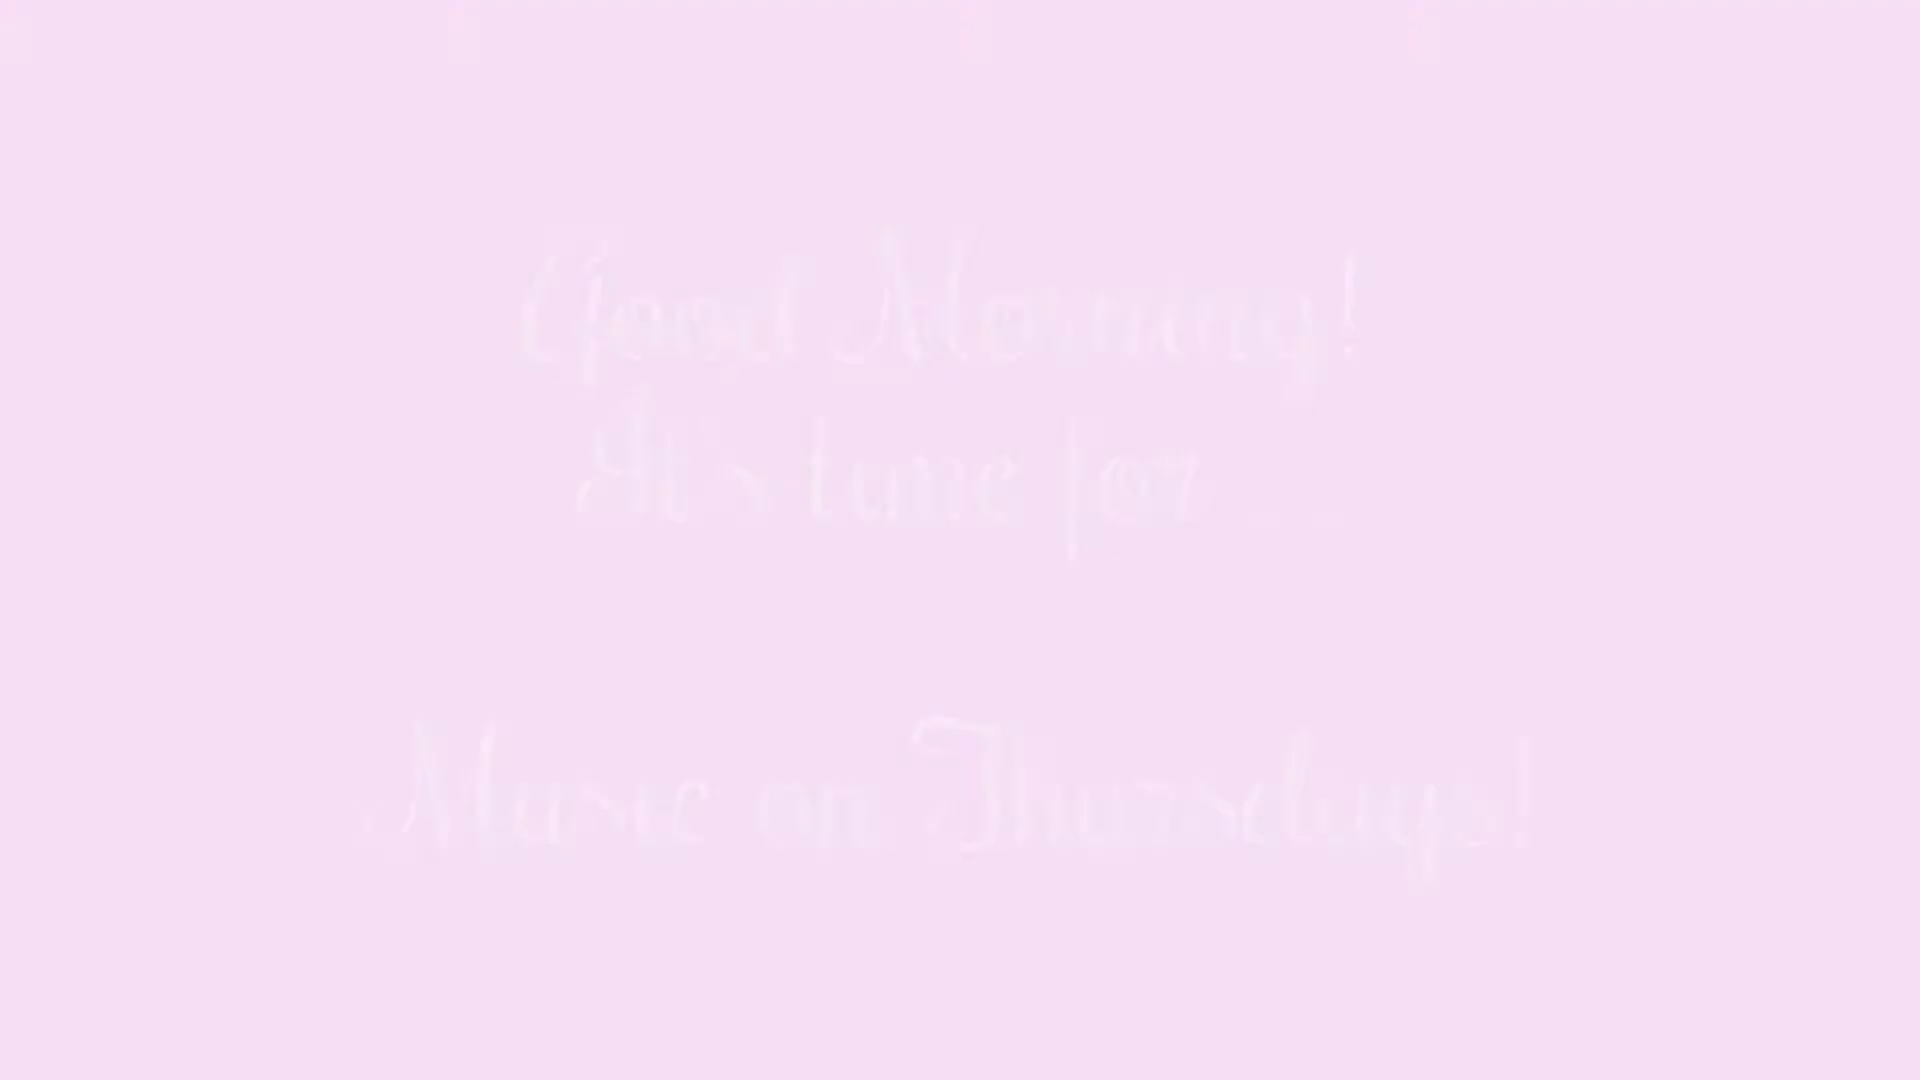 Good Morning!
It's time for . . .
Music on Thursdays!